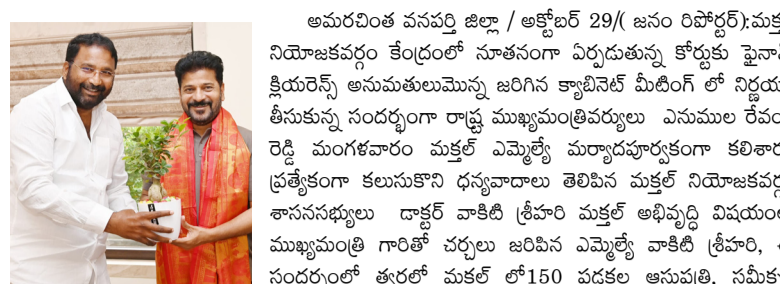 అమరచింత వనపర్తి జిల్లా / అక్టోబర్ 29/( జనం రిపోర్టర్):మక్త
నియోజకవర్గం కేంద్రంలో నూతనంగా ఏర్పడుతున్న కోర్టుకు ఫైనా
క్లియరెన్స్ అనుమతులుమొన్న జరిగిన క్యాబినెట్ మీటింగ్ లో నిర్ణయ
తీసుకున్న సందర్భంగా రాష్ట్ర ముఖ్యమంత్రివర్యులు ఎనుముల రేవం
రెడ్డి మంగళవారం మక్తల్ ఎమ్మెల్యే మర్యాదపూర్వకంగా కలిశార
ప్రత్యేకంగా కలుసుకొని ధన్యవాదాలు తెలిపిన మక్తల్ నియోజకవర్గ
శాసనసభ్యులు డాక్టర్ వాకిటి శ్రీహరి మక్తల్ అభివృద్ధి విషయం
ముఖ్యమంత్రి గారితో చర్చలు జరిపిన ఎమ్మెల్యే వాకిటి శ్రీహరి,
సందర్భంలో త్వరలో మక్తల్ లో150 పడకల ఆసుపత్రి, సమీకృ